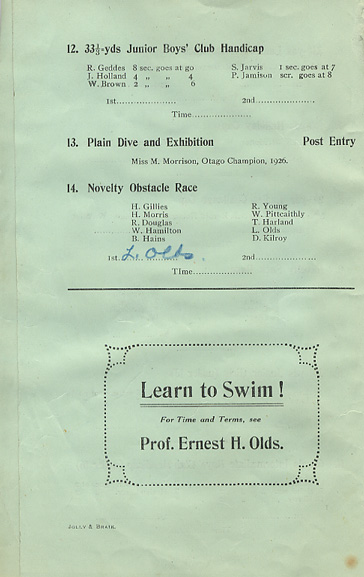 12. 33⅓-yds Junior Boys' Club Handicap
R. Geddes 8 sec. goes at go
J. Holland 4 „ „ 4
W. Brown 2 „ „ 6
S. Jarvis 1 sec. goes at 7
P. Jamison scr. goes at 8
1st..................... 2nd.....................
Time.....................
13. Plain Dive and Exhibition Post Entry
Miss M. Morrison, Otago Champion, 1926.
14. Novelty Obstacle Race
H. Gillies
H. Morris
R. Douglas
W. Hamilton
B. Hains
R. Young
W. Pittcaithly
T. Harland
L. Olds
D. Kilroy
1st. L. Olds. 2nd.....................
Time.....................
Learn to Swim!
For Time and Terms, see
Prof. Ernest H. Olds.
JOLLY & BRAIK.